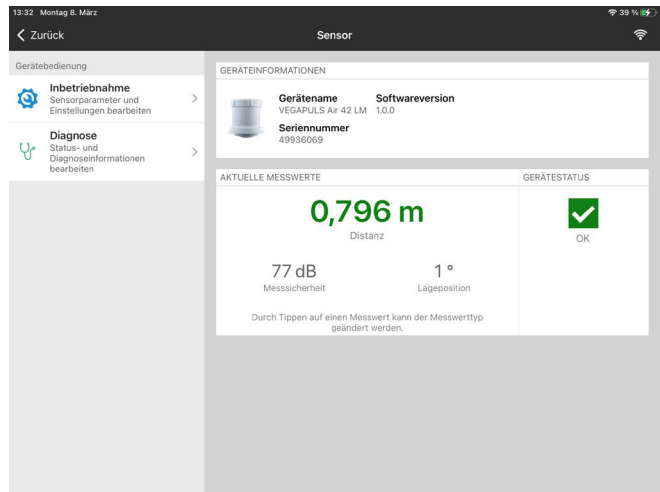 13:32 Montag 8. März
39 %
Zurück
Sensor
Gerätebedienung
Inbetriebnahme
Sensorparameter und
Einstellungen bearbeiten
Diagnose
Status- und
Diagnoseinformationen
bearbeiten
GERÄTEINFORMATIONEN
Gerätename
VEGAPULS Air 42 LM
Softwareversion
1.0.0
Seriennummer
49936069
AKTUELLE MESSWERTE
0,796 m
Distanz
77 dB
Messsicherheit
1 °
Lageposition
Durch Tippen auf einen Messwert kann der Messwerttyp
geändert werden.
GERÄTESTATUS
OK